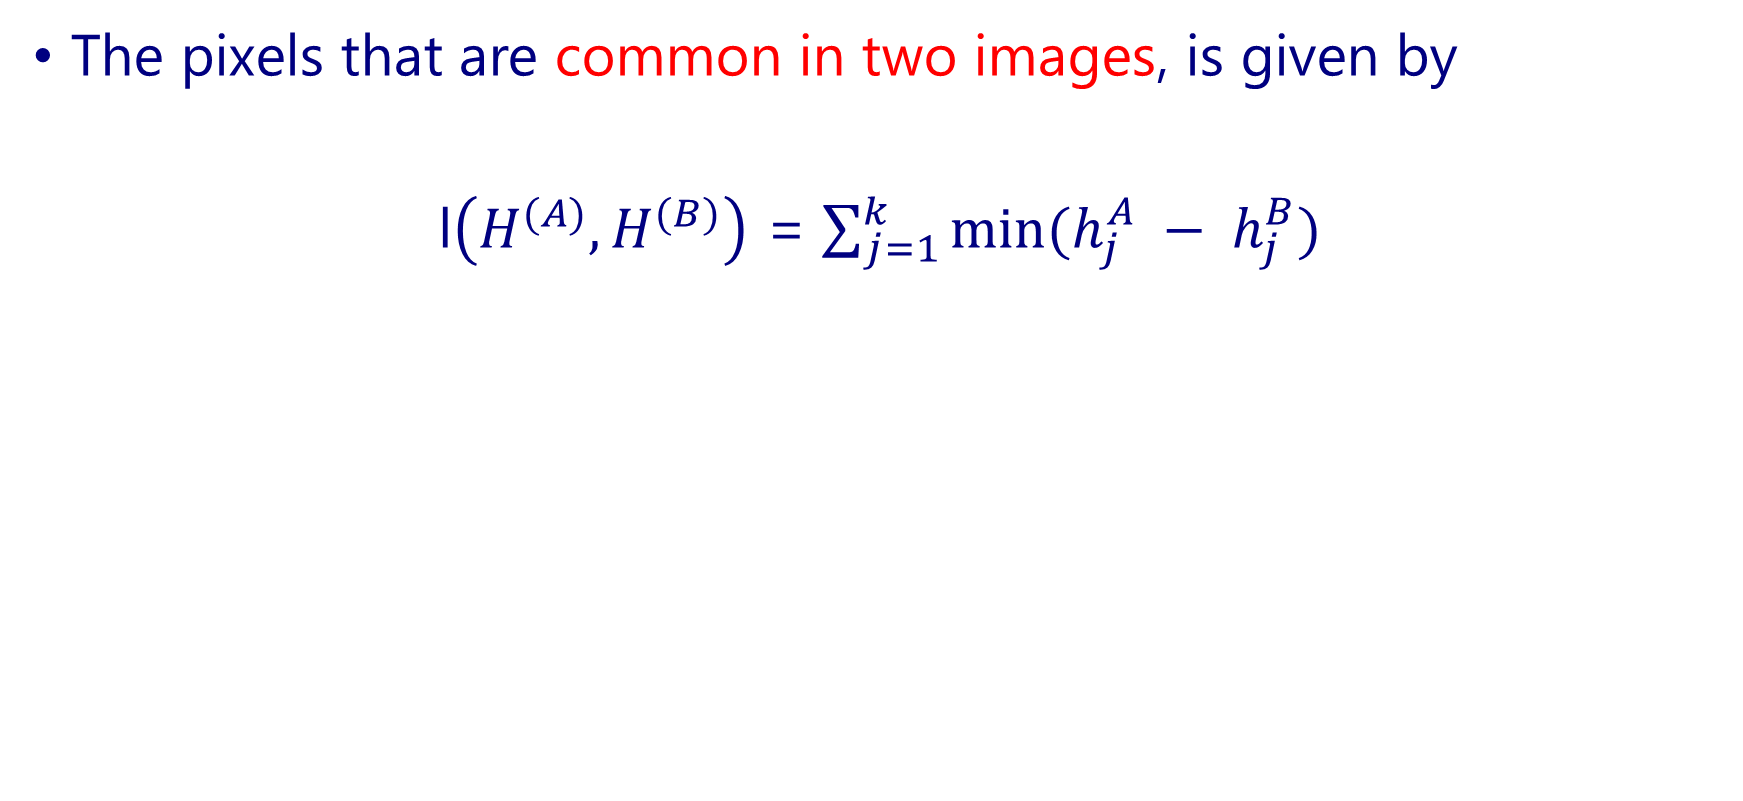 • The pixels that are common in two images, is given by
I(H^{(A)}, H^{(B)}) = ∑_{j=1}^{k} min(h_j^A − h_j^B)